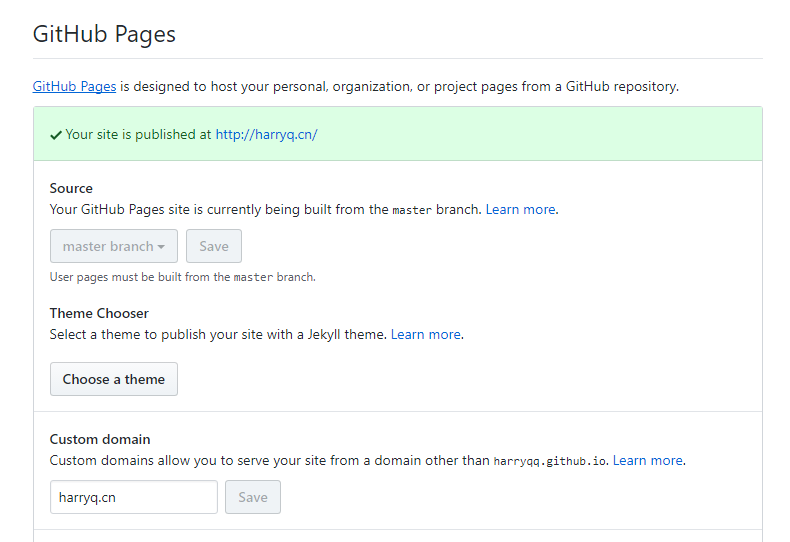 GitHub Pages
GitHub Pages is designed to host your personal, organization, or project pages from a GitHub repository.
Your site is published at http://harryq.cn/
Source
Your GitHub Pages site is currently being built from the master branch. Learn more.
master branch
Save
User pages must be built from the master branch.
Theme Chooser
Select a theme to publish your site with a Jekyll theme. Learn more.
Choose a theme
Custom domain
Custom domains allow you to serve your site from a domain other than harryqq.github.io. Learn more.
harryq.cn
Save